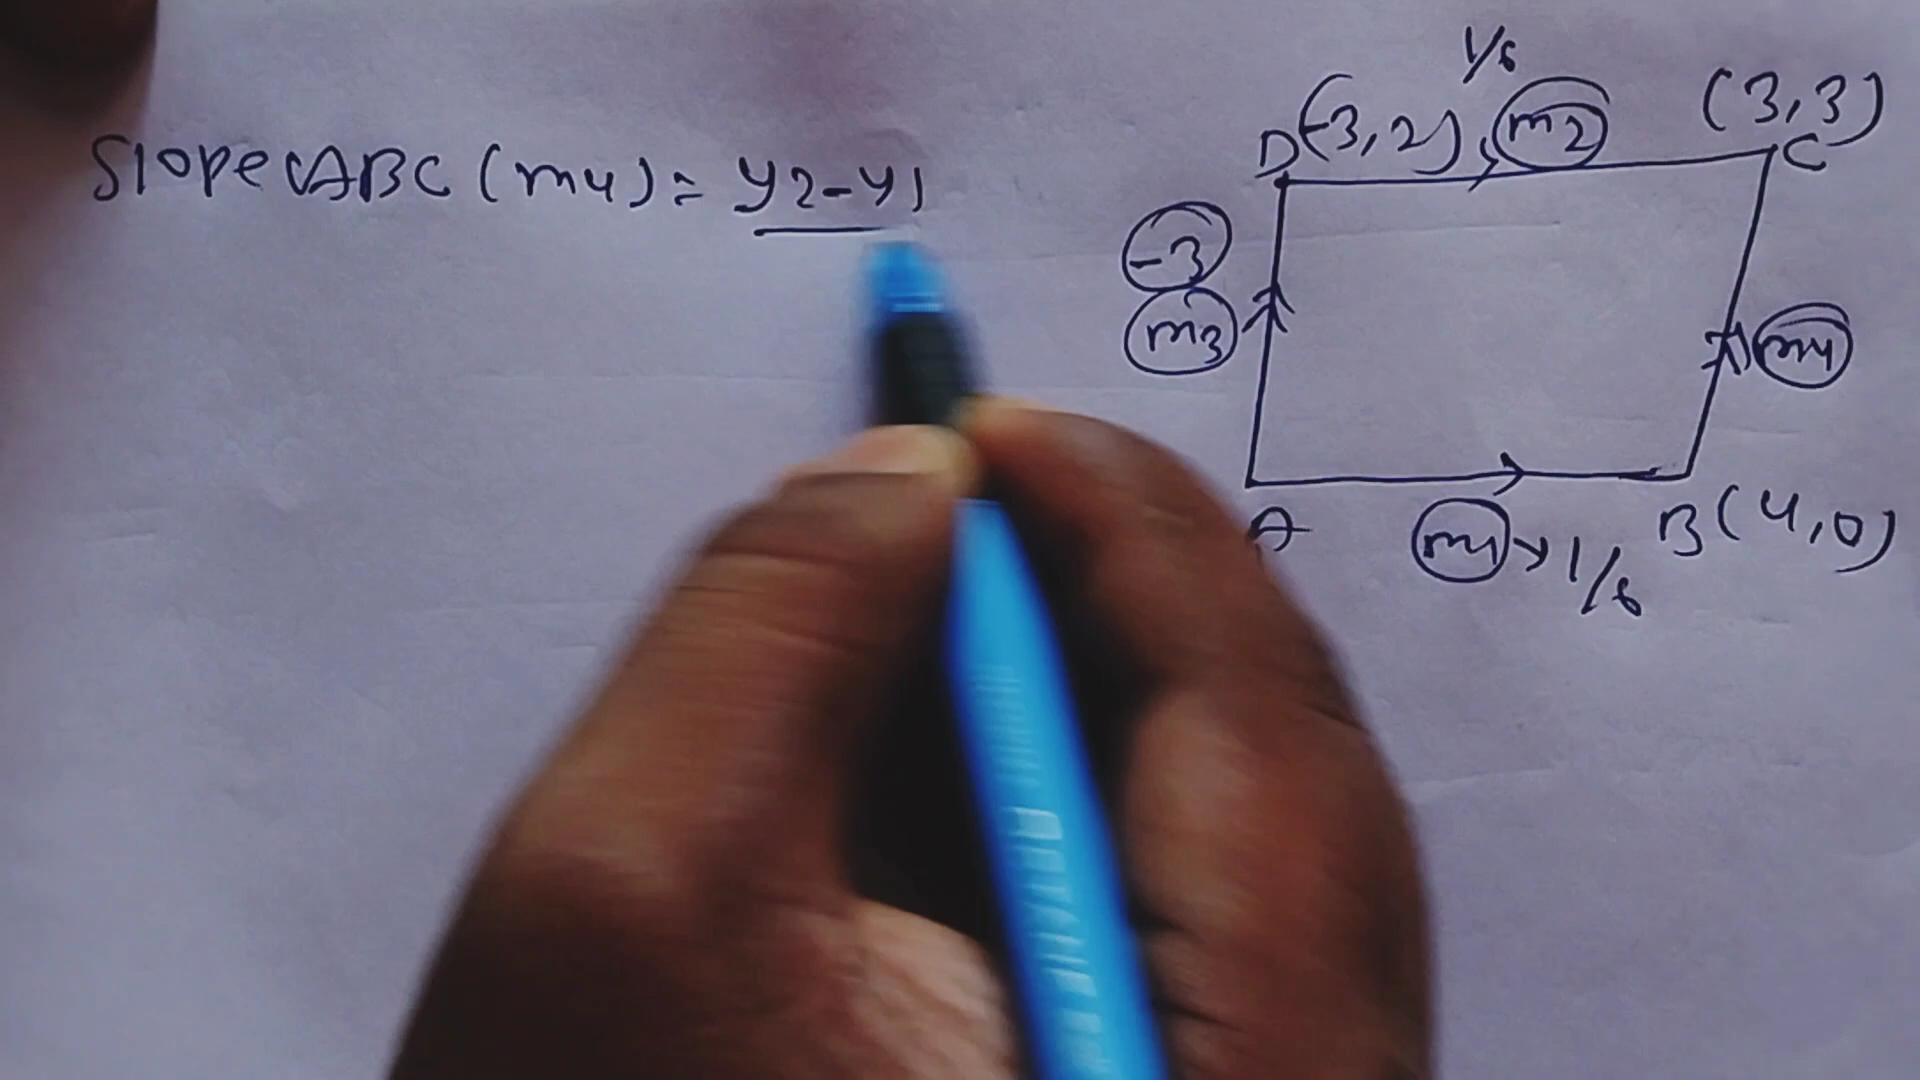 Slope ABC (m4) = y2-y1
1/6
D(-3,2) m2 (3,3)
C
-3
m3
m4
A
m1 → 1/6
B(4,0)